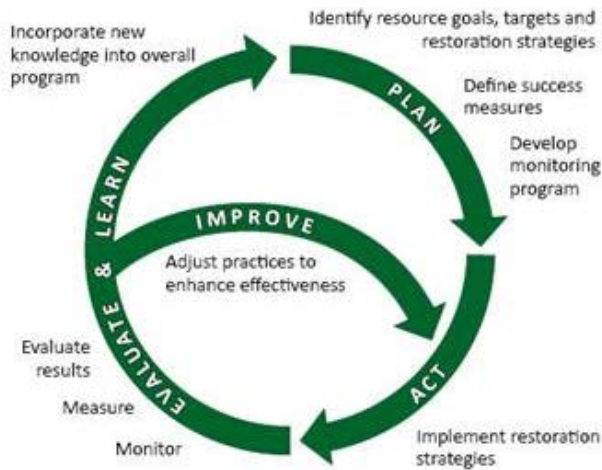 Incorporate new
knowledge into overall
program
Identify resource goals, targets and
restoration strategies
PLAN
Define success
measures
Develop
monitoring
program
IMPROVE
Adjust practices to
enhance effectiveness
ACT
Implement restoration
strategies
EVALUATE & LEARN
Evaluate
results
Measure
Monitor